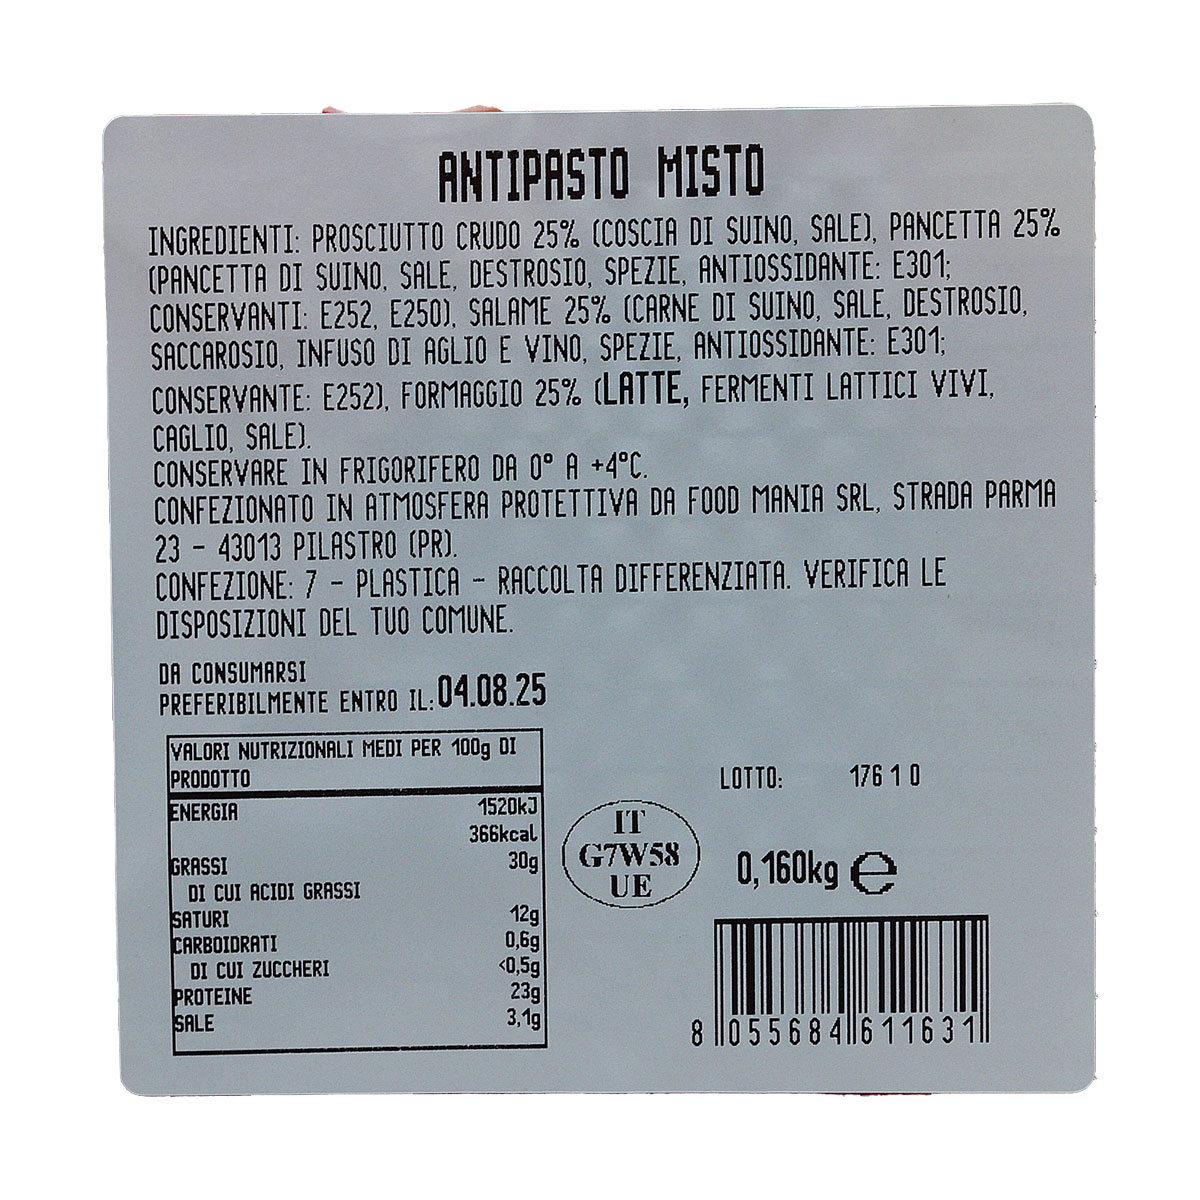 ANTIPASTO MISTO
INGREDIENTI: PROSCIUTTO CRUDO 25% (COSCIA DI SUINO, SALE), PANCETTA 25%
(PANCETTA DI SUINO, SALE, DESTROSIO, SPEZIE, ANTIOSSIDANTE: E301;
CONSERVANTI: E252, E250), SALAME 25% (CARNE DI SUINO, SALE, DESTROSIO,
SACCAROSIO, INFUSO DI AGLIO E VINO, SPEZIE, ANTIOSSIDANTE: E301;
CONSERVANTE: E252), FORMAGGIO 25% (LATTE, FERMENTI LATTICI VIVI,
CAGLIO, SALE).
CONSERVARE IN FRIGORIFERO DA 0° A +4°C.
CONFEZIONATO IN ATMOSFERA PROTETTIVA DA FOOD MANIA SRL, STRADA PARMA
23 - 43013 PILASTRO (PR).
CONFEZIONE: 7 - PLASTICA - RACCOLTA DIFFERENZIATA. VERIFICA LE
DISPOSIZIONI DEL TUO COMUNE.
DA CONSUMARSI
PREFERIBILMENTE ENTRO IL: 04.08.25
VALORI NUTRIZIONALI MEDI PER 100g DI
PRODOTTO
ENERGIA 1520kJ
366kcal
GRASSI 30g
DI CUI ACIDI GRASSI
SATURI 12g
CARBOIDRATI 0,6g
DI CUI ZUCCHERI <0,5g
PROTEINE 23g
SALE 3,1g
LOTTO: 176 1 0
IT
G7W58
UE
0,160kg ℮
8 055684 611631